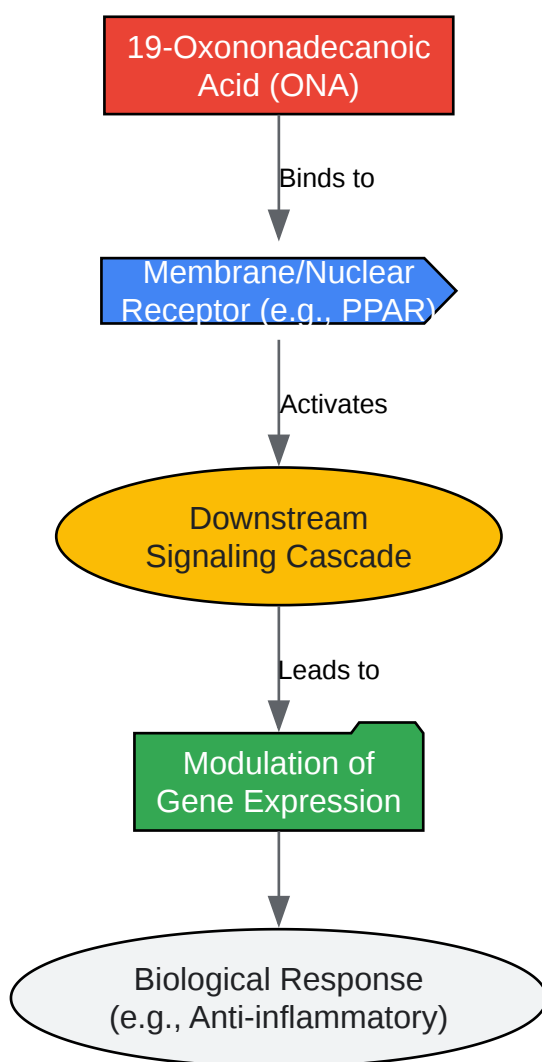 19-Oxononadecanoic
Acid (ONA)
Binds to
Membrane/Nuclear
Receptor (e.g., PPAR)
Activates
Downstream
Signaling Cascade
Leads to
Modulation of
Gene Expression
Biological Response
(e.g., Anti-inflammatory)